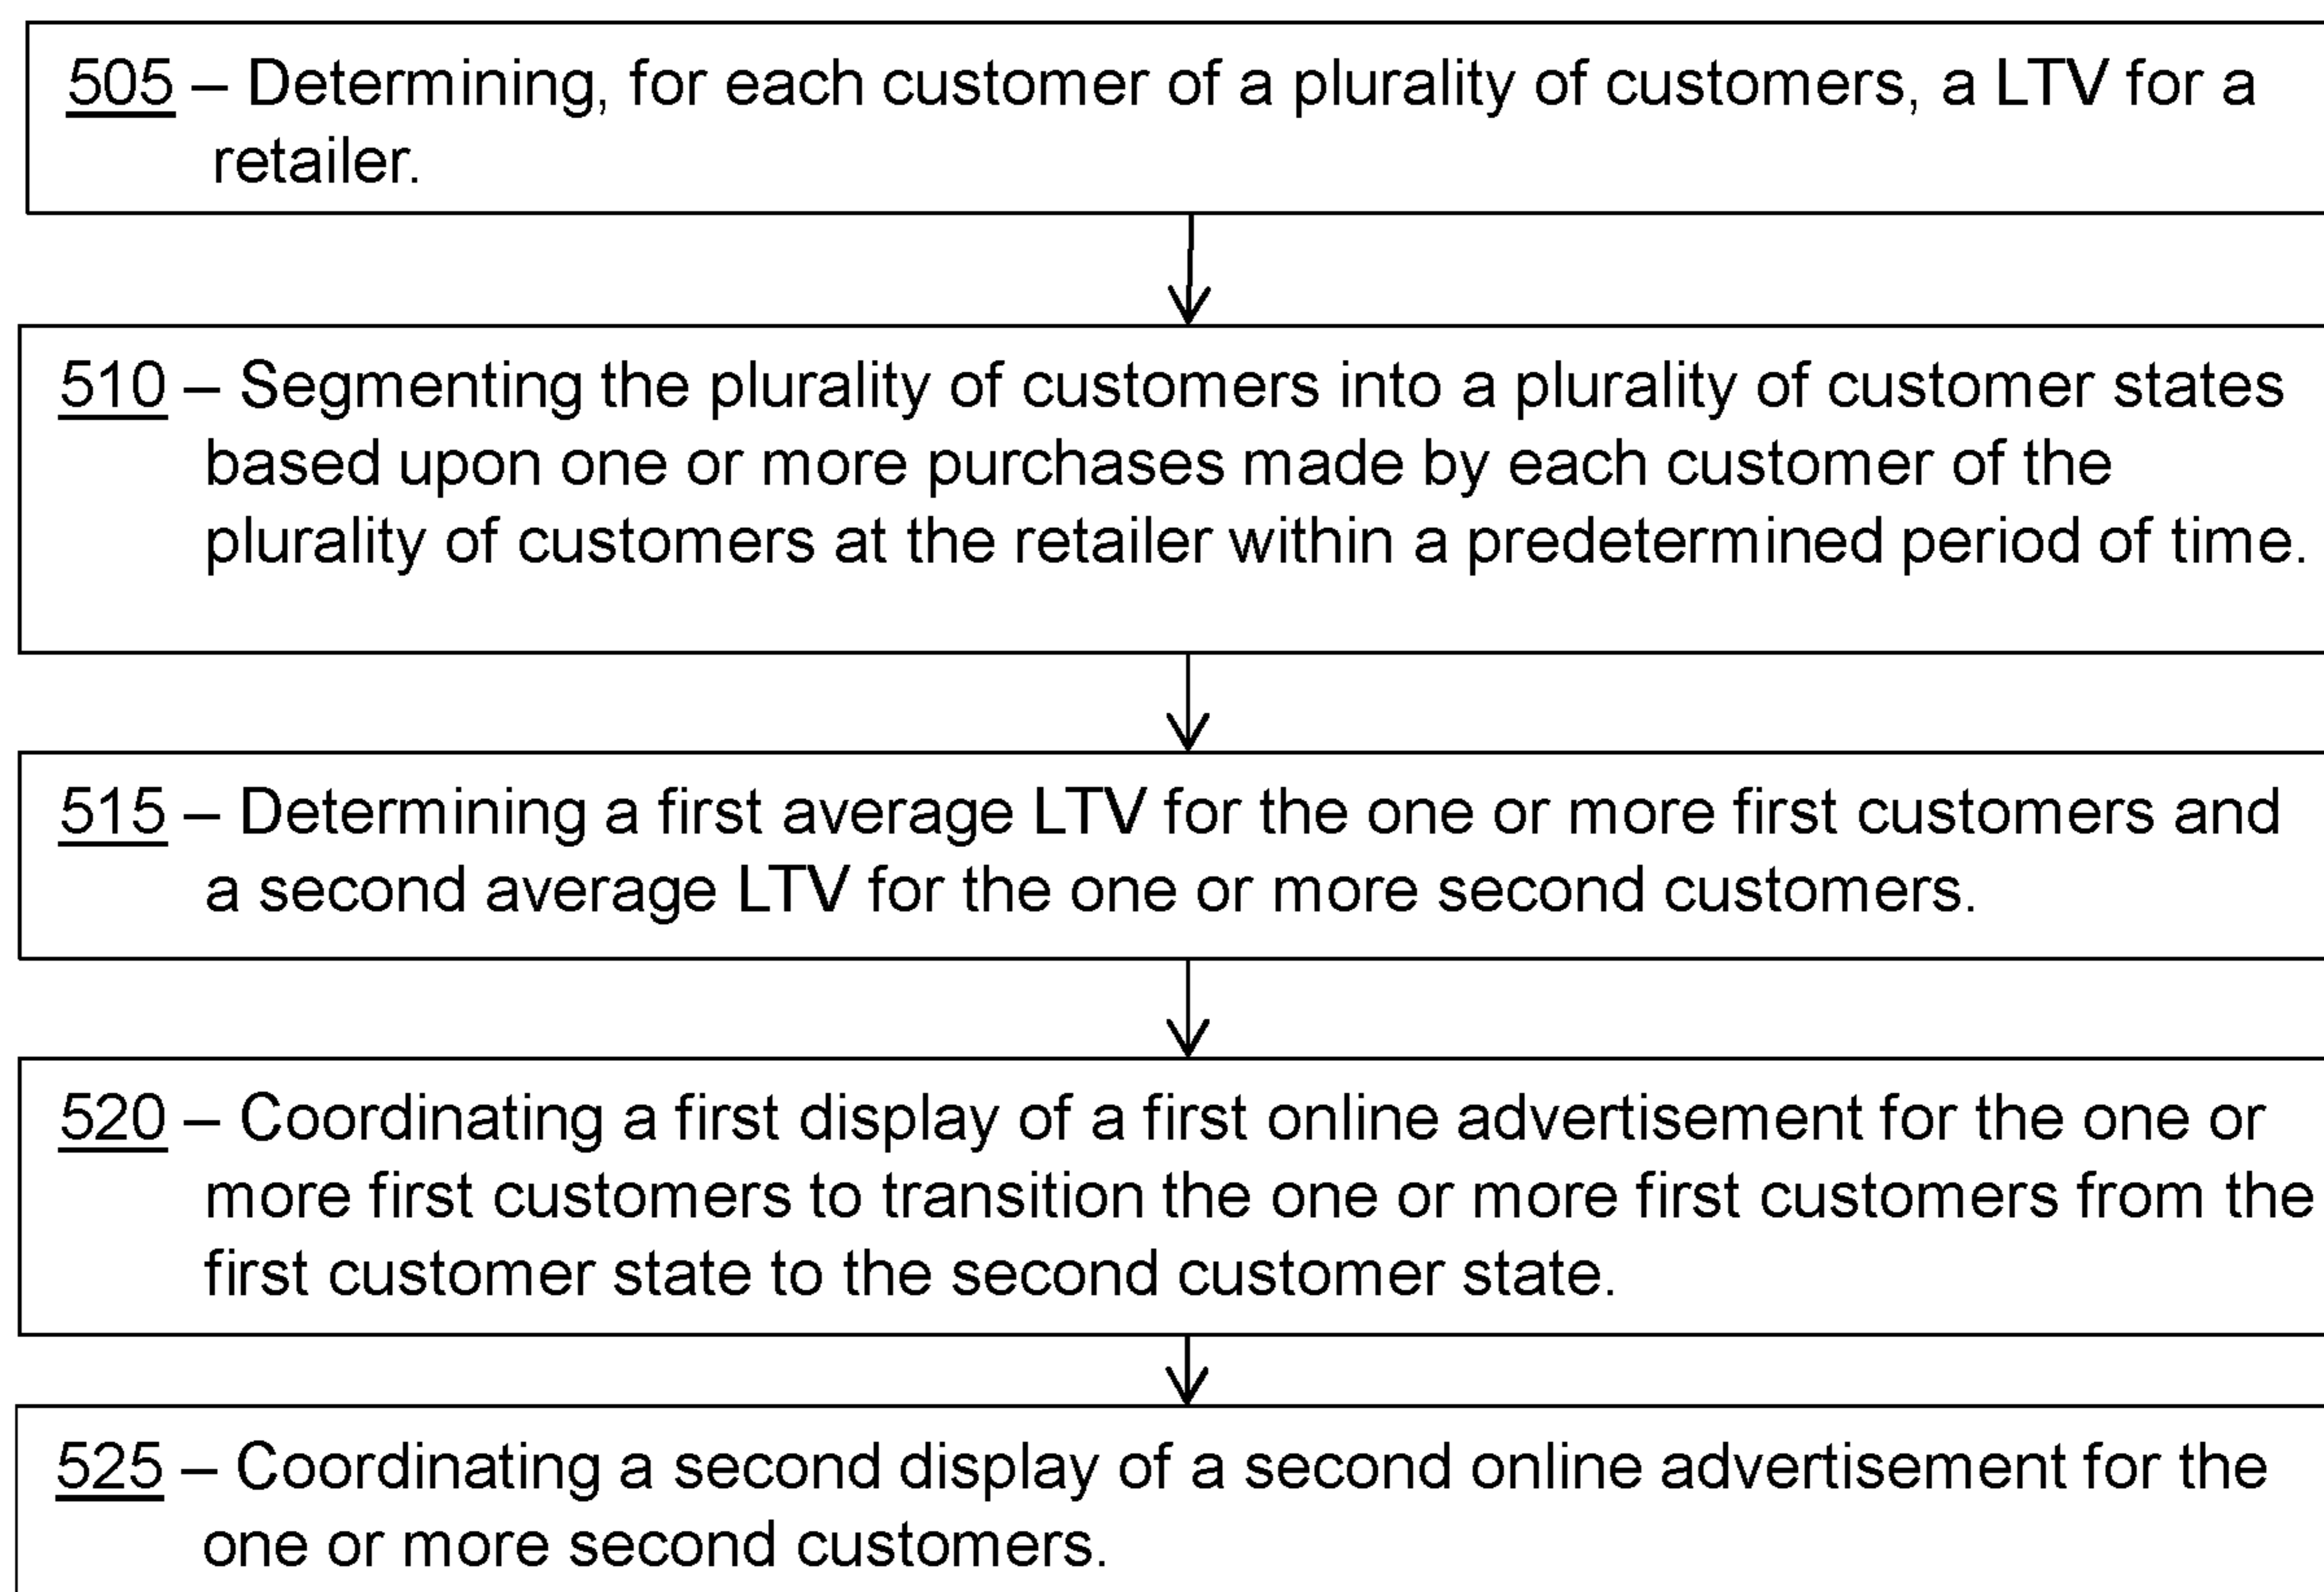 505 – Determining, for each customer of a plurality of customers, a LTV for a
retailer.
510 – Segmenting the plurality of customers into a plurality of customer states
based upon one or more purchases made by each customer of the
plurality of customers at the retailer within a predetermined period of time.
515 – Determining a first average LTV for the one or more first customers and
a second average LTV for the one or more second customers.
520 – Coordinating a first display of a first online advertisement for the one or
more first customers to transition the one or more first customers from the
first customer state to the second customer state.
525 – Coordinating a second display of a second online advertisement for the
one or more second customers.